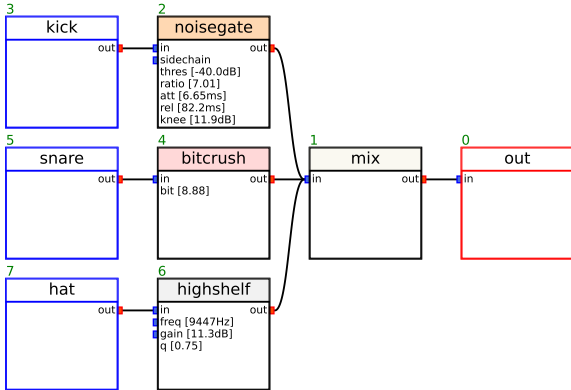 3
kick
out
2
noisegate
in out
sidechain
thres [-40.0dB]
ratio [7.01]
att [6.65ms]
rel [82.2ms]
knee [11.9dB]
5
snare
out
4
bitcrush
in out
bit [8.88]
1
mix
in out
0
out
in
7
hat
out
6
highshelf
in out
freq [9447Hz]
gain [11.3dB]
q [0.75]